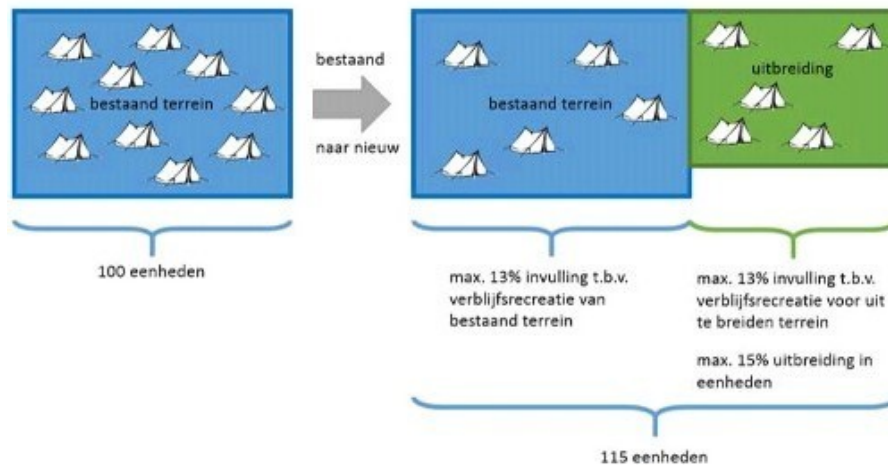 bestaand terrein
bestaand
naar nieuw
bestaand terrein
uitbreiding
100 eenheden
max. 13% invulling t.b.v.
verblijfsrecreatie van
bestaand terrein
max. 13% invulling t.b.v.
verblijfsrecreatie voor uit
te breiden terrein
max. 15% uitbreiding in
eenheden
115 eenheden